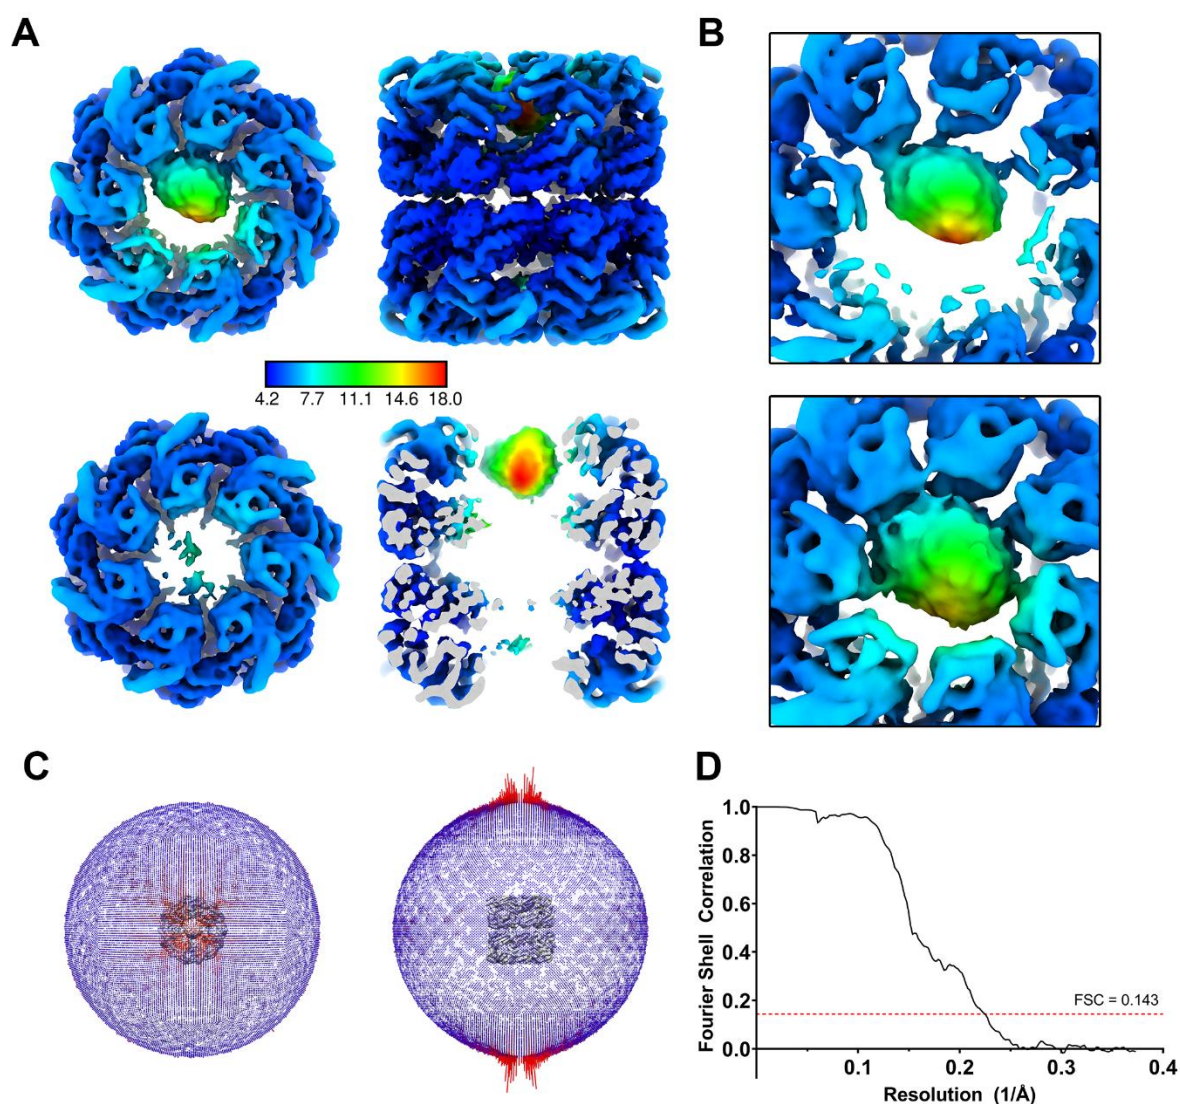 A
B
4.2 7.7 11.1 14.6 18.0
C
D
Fourier Shell Correlation
1.0
0.8
0.6
0.4
0.2
0.0
FSC = 0.143
0.1 0.2 0.3 0.4
Resolution (1/Å)